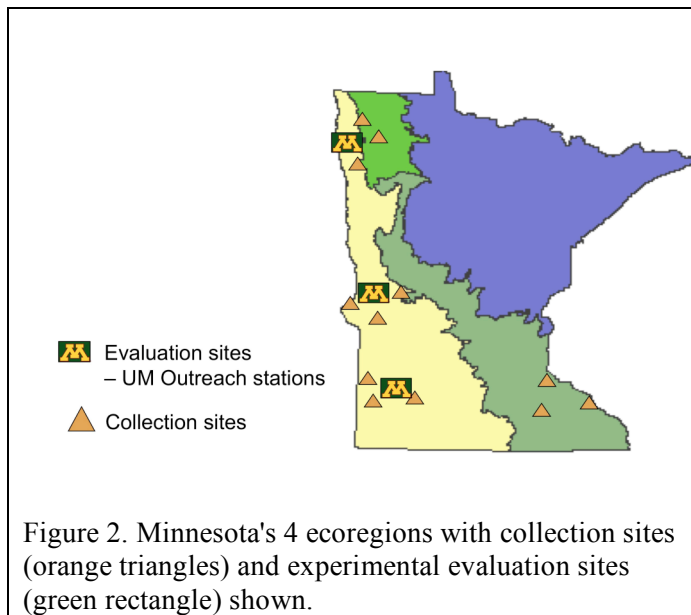 Evaluation sites
– UM Outreach stations
Collection sites
Figure 2. Minnesota's 4 ecoregions with collection sites
(orange triangles) and experimental evaluation sites
(green rectangle) shown.